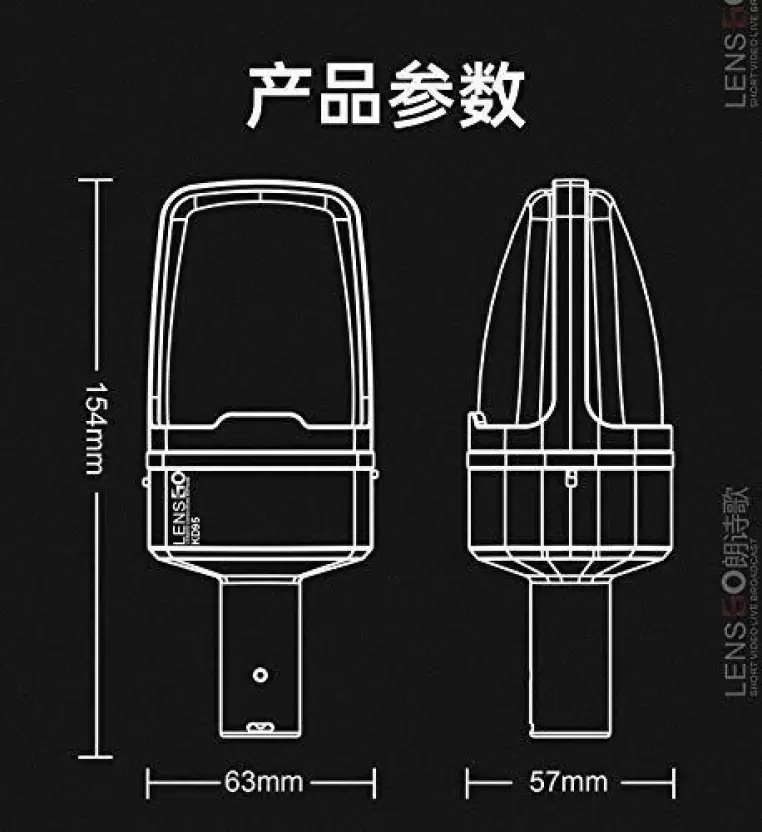 产品参数
LENSGO
SHORT VIDEO·LIVE BR
154mm
LENSGO
KD95
LENSGO朗诗歌
SHORT VIDEO·LIVE BROADCAST
63mm
57mm